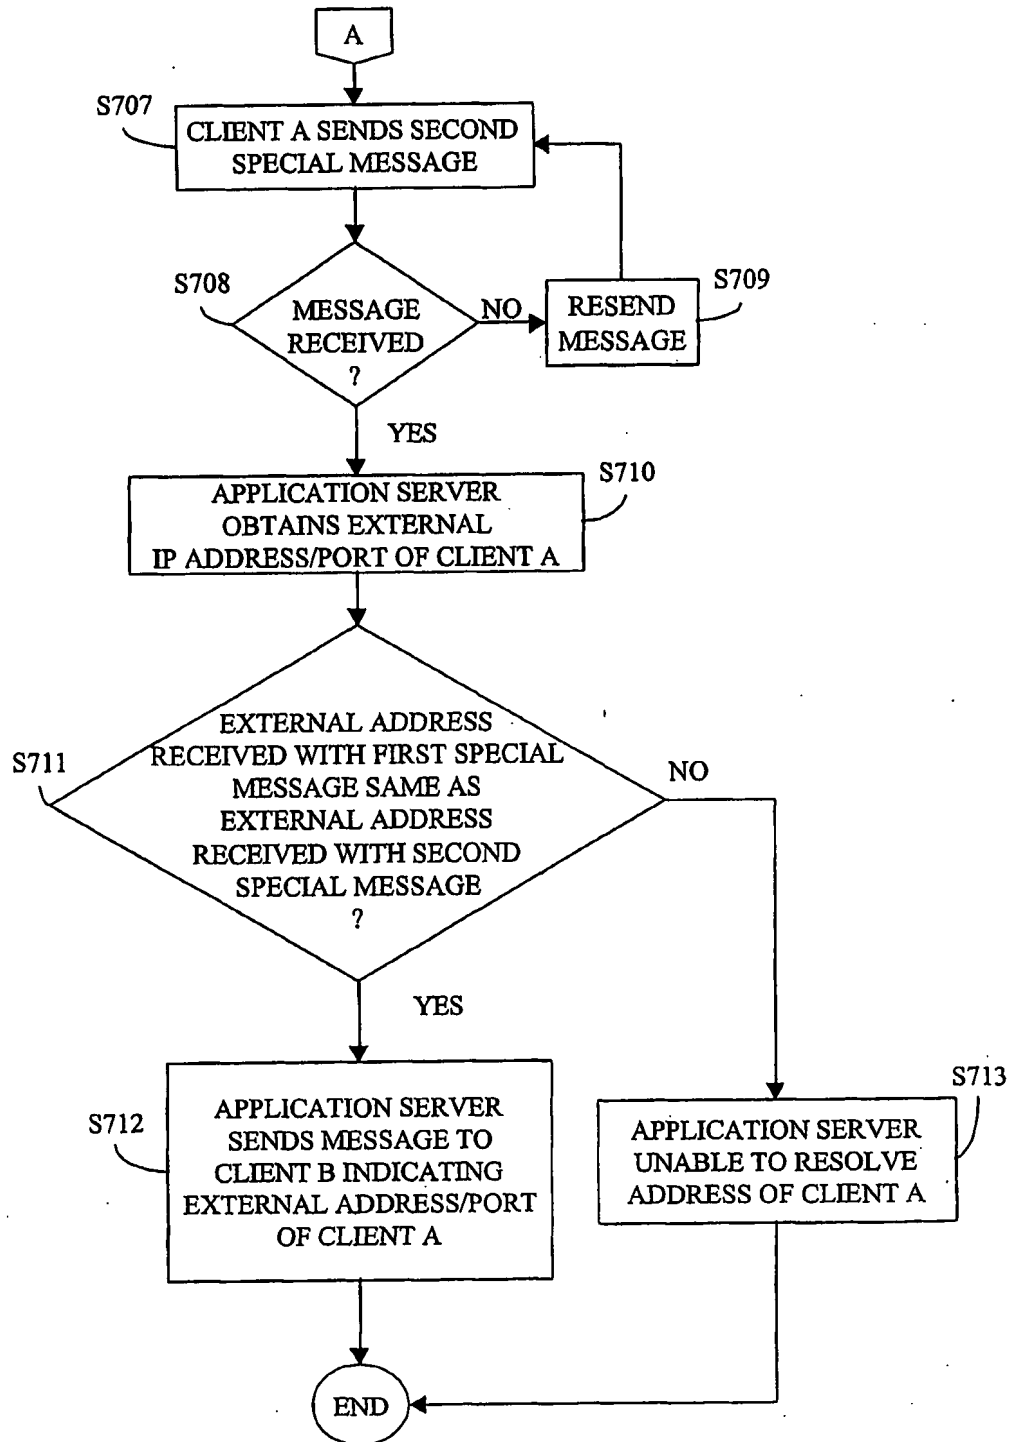 A
S707
CLIENT A SENDS SECOND
SPECIAL MESSAGE
S708
MESSAGE
RECEIVED
?
NO
RESEND
MESSAGE
S709
YES
APPLICATION SERVER
OBTAINS EXTERNAL
IP ADDRESS/PORT OF CLIENT A
S710
S711
EXTERNAL ADDRESS
RECEIVED WITH FIRST SPECIAL
MESSAGE SAME AS
EXTERNAL ADDRESS
RECEIVED WITH SECOND
SPECIAL MESSAGE
?
NO
YES
S712
APPLICATION SERVER
SENDS MESSAGE TO
CLIENT B INDICATING
EXTERNAL ADDRESS/PORT
OF CLIENT A
S713
APPLICATION SERVER
UNABLE TO RESOLVE
ADDRESS OF CLIENT A
END